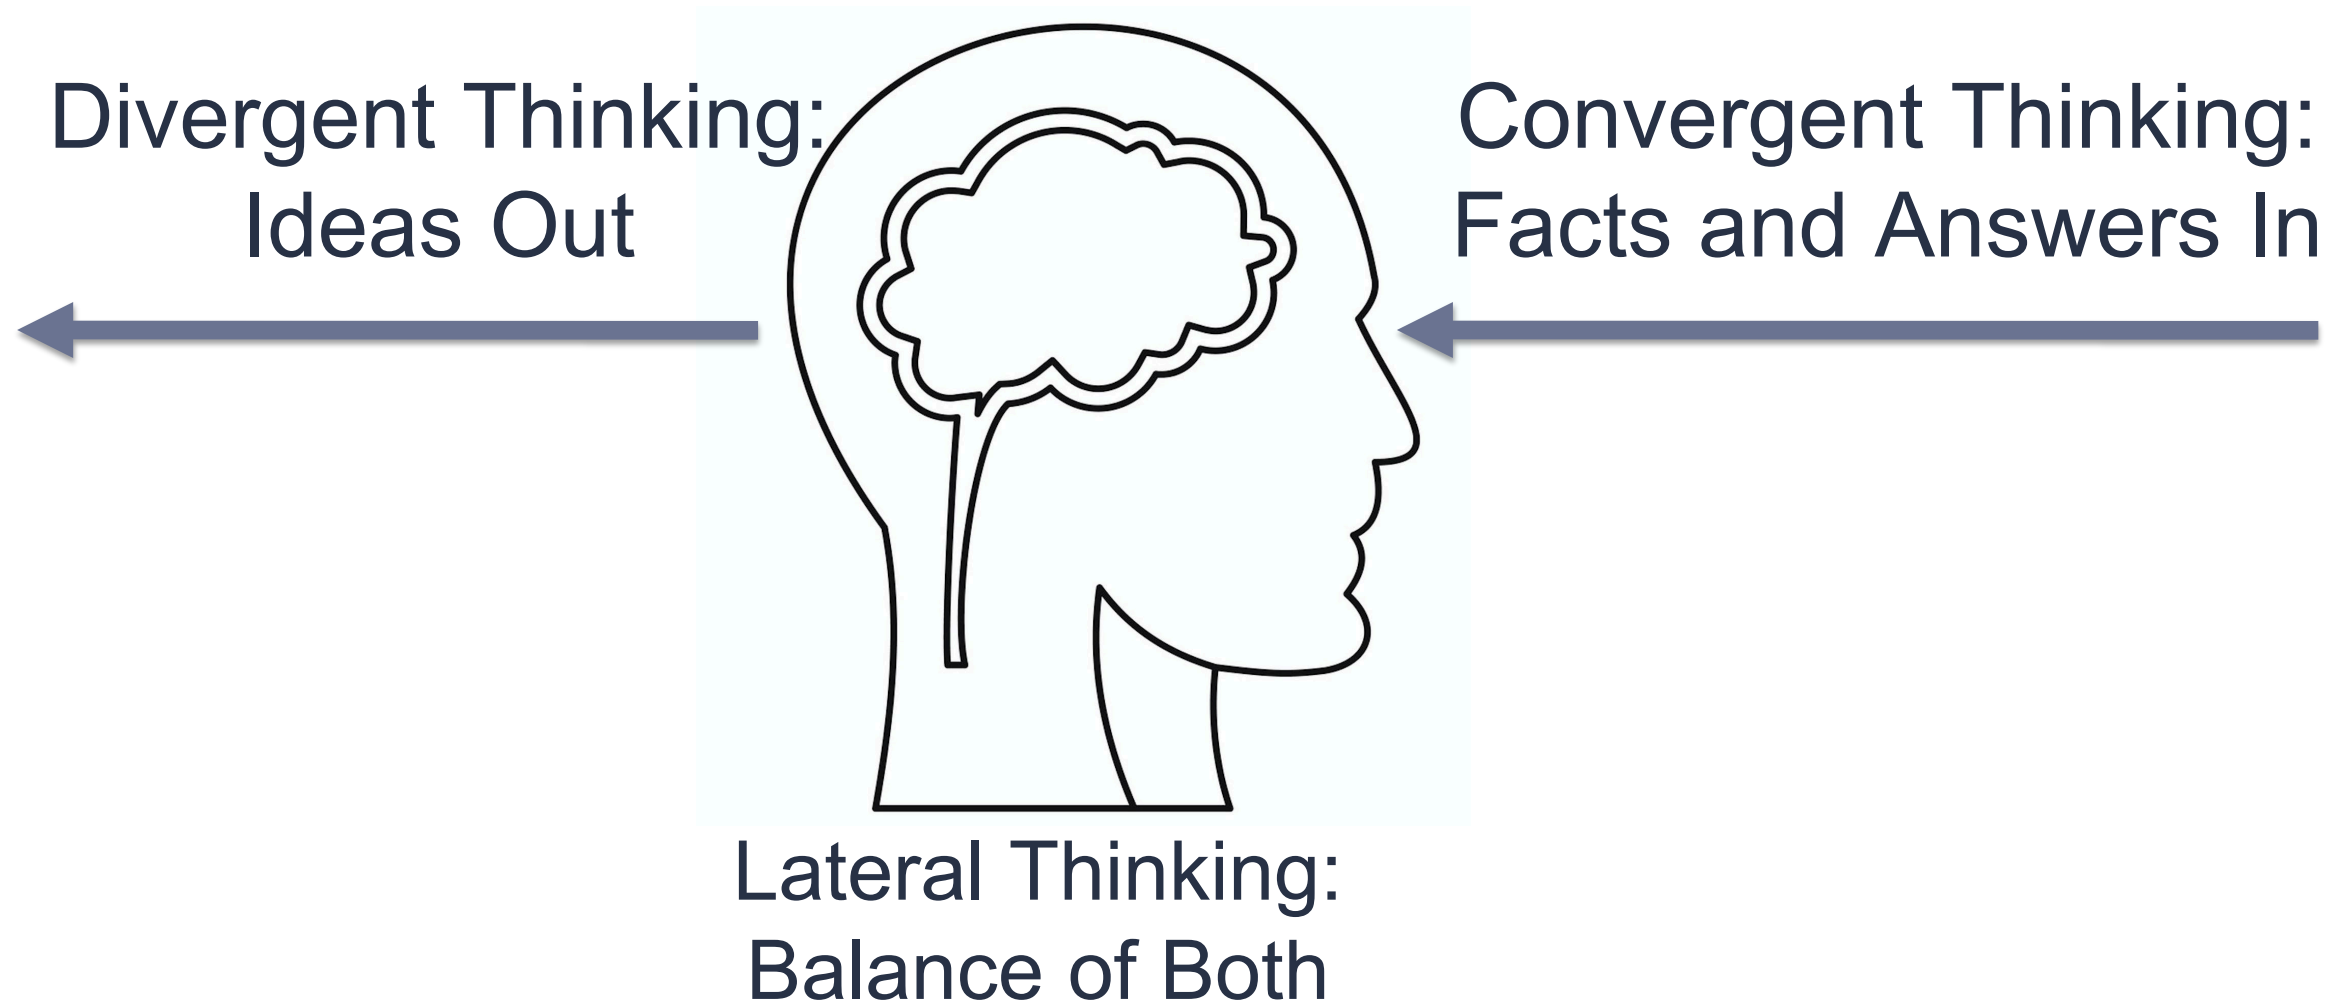 Divergent Thinking:
Ideas Out
Convergent Thinking:
Facts and Answers In
Lateral Thinking:
Balance of Both